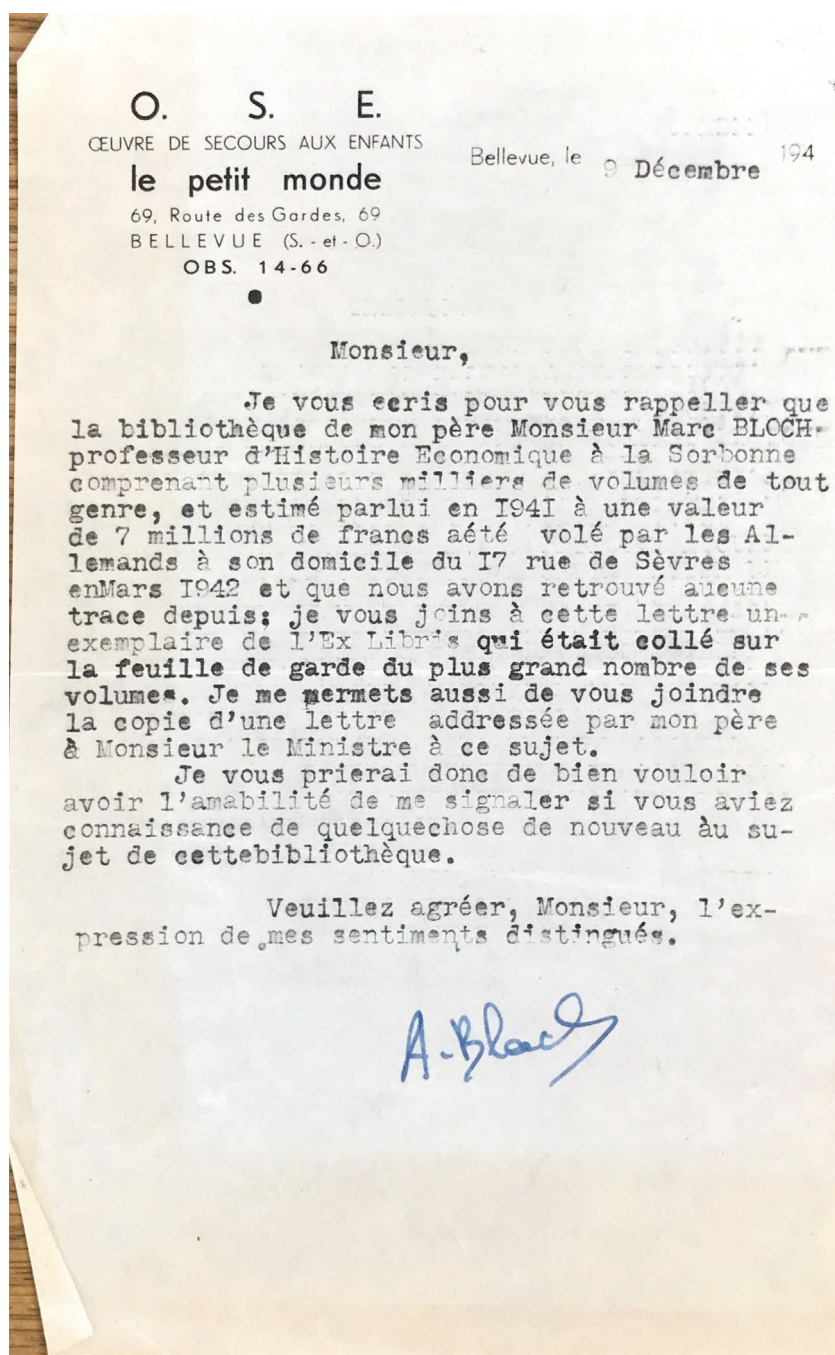 O. S. E.
ŒUVRE DE SECOURS AUX ENFANTS
le petit monde
69, Route des Gardes, 69
BELLEVUE (S. - et - O.)
OBS. 14-66
Bellevue, le 9 Décembre 194
Monsieur,
Je vous ecris pour vous rappeller que
la bibliothèque de mon père Monsieur Marc BLOCH-
professeur d'Histoire Economique à la Sorbonne
comprenant plusieurs milliers de volumes de tout
genre, et estimé parlui en I94I à une valeur
de 7 millions de francs aété volé par les Al-
lemands à son domicile du I7 rue de Sèvres
enMars I942 et que nous avons retrouvé aucune
trace depuis; je vous joins à cette lettre un-
exemplaire de l'Ex Libris qui était collé sur
la feuille de garde du plus grand nombre de ses
volumes. Je me permets aussi de vous joindre
la copie d'une lettre addressée par mon père
à Monsieur le Ministre à ce sujet.
Je vous prierai donc de bien vouloir
avoir l'amabilité de me signaler si vous aviez
connaissance de quelquechose de nouveau àu su-
jet de cettebibliothèque.
Veuillez agréer, Monsieur, l'ex-
pression de mes sentiments distingués.
A. Bloch